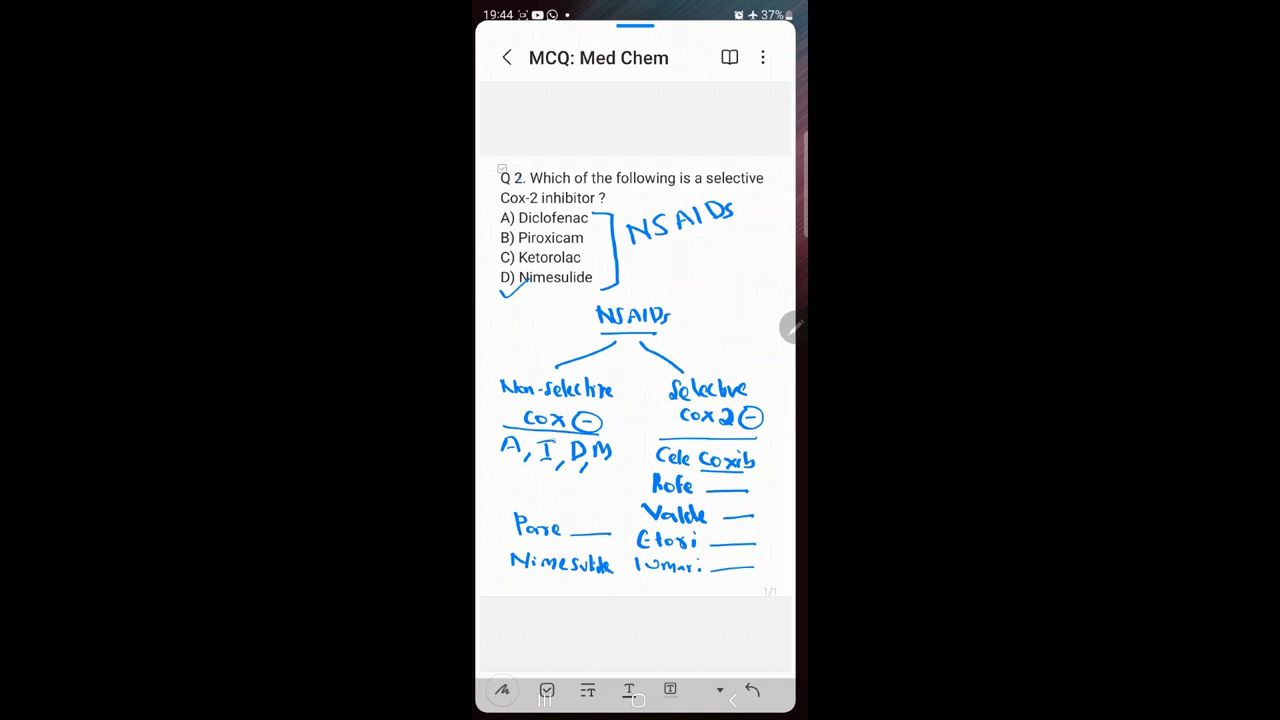 19:44 37%
MCQ: Med Chem
Q 2. Which of the following is a selective
Cox-2 inhibitor ?
A) Diclofenac
B) Piroxicam
C) Ketorolac
D) Nimesulide
NSAIDs
NSAIDs
Non-selective
COX -
A, I, D, M
Selective
COX 2 -
Cele coxib
Rofe
Valde
Etori
Lumari
Pare
Nimesulide
1/1